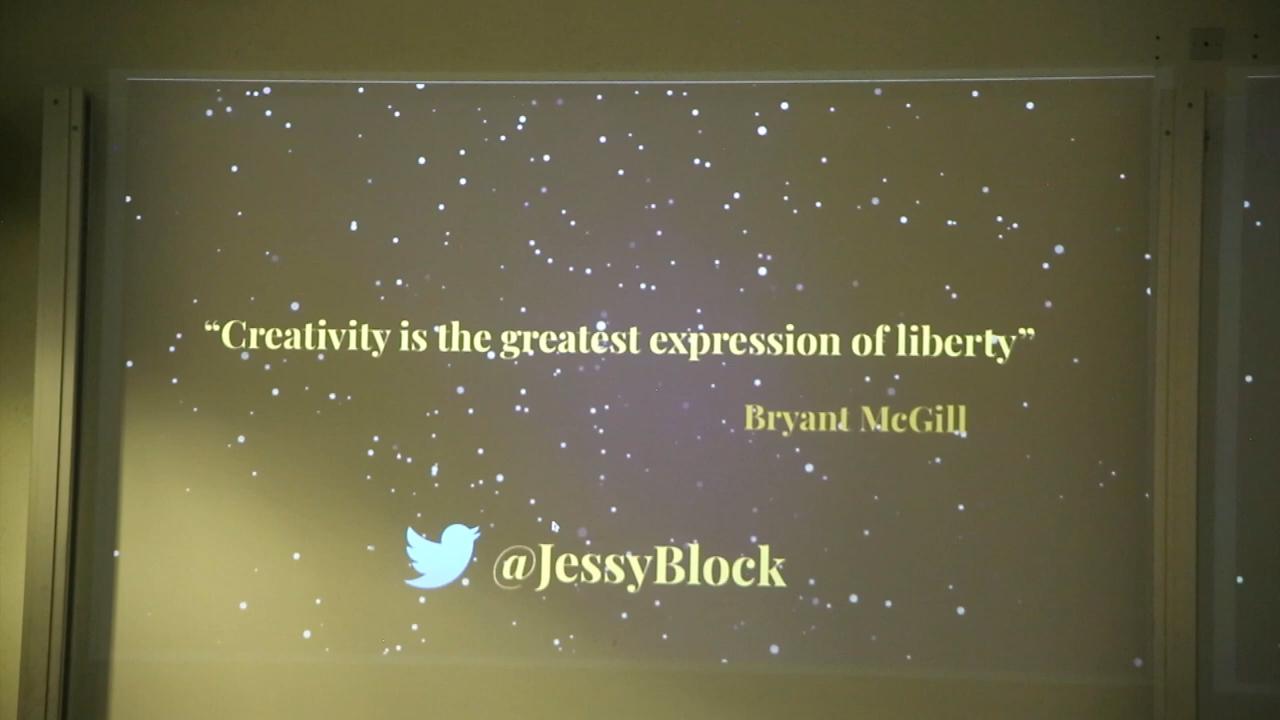 “Creativity is the greatest expression of liberty”
Bryant McGill
@JessyBlock